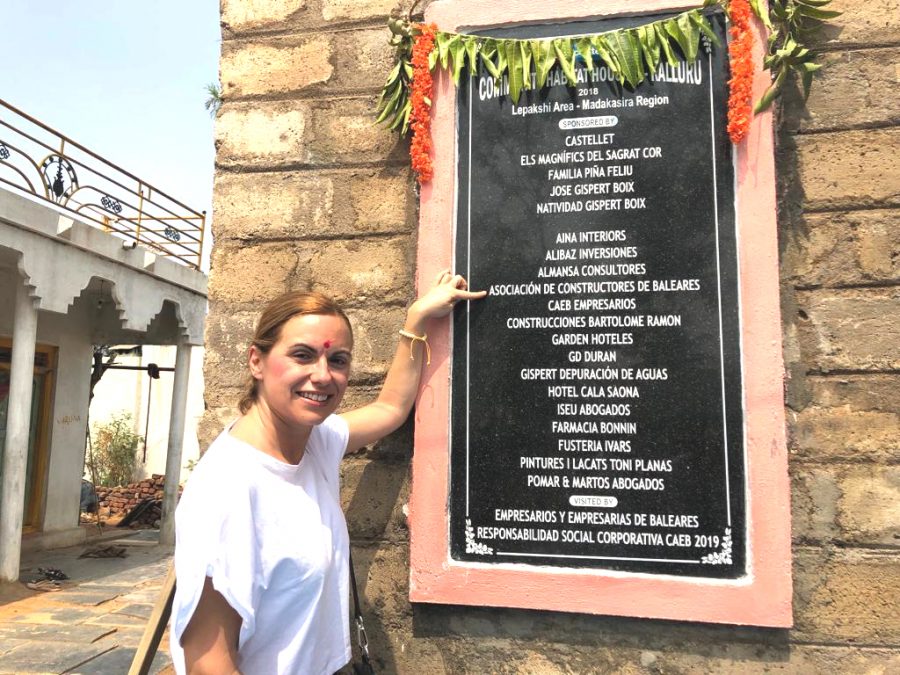 HABITAT HOUSES - KALLURU
2018
Lepakshi Area - Madakasira Region
SPONSORED BY
CASTELLET
ELS MAGNÍFICS DEL SAGRAT COR
FAMILIA PIÑA FELIU
JOSE GISPERT BOIX
NATIVIDAD GISPERT BOIX
AINA INTERIORS
ALIBAZ INVERSIONES
ALMANSA CONSULTORES
ASOCIACIÓN DE CONSTRUCTORES DE BALEARES
CAEB EMPRESARIOS
CONSTRUCCIONES BARTOLOME RAMON
GARDEN HOTELES
GD DURAN
GISPERT DEPURACIÓN DE AGUAS
HOTEL CALA SAONA
ISEU ABOGADOS
FARMACIA BONNIN
FUSTERIA IVARS
PINTURES I LACATS TONI PLANAS
POMAR & MARTOS ABOGADOS
VISITED BY
EMPRESARIOS Y EMPRESARIAS DE BALEARES
RESPONSABILIDAD SOCIAL CORPORATIVA CAEB 2019